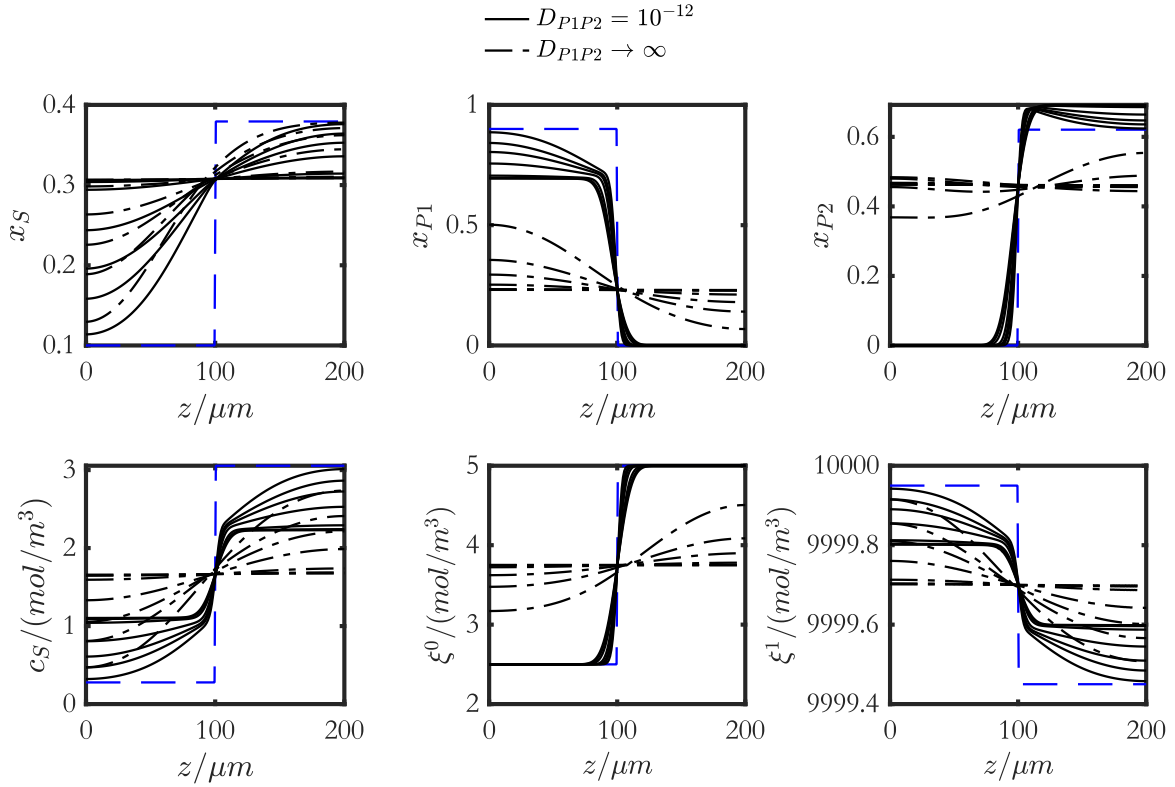 D_{P1P2} = 10^{-12}
D_{P1P2} → ∞
0.4
0.3
0.2
0.1
x_S
0
100
200
z/μm
1
0.5
0
x_{P1}
0
100
200
z/μm
0.6
0.4
0.2
0
x_{P2}
0
100
200
z/μm
3
2
1
0
c_S/(mol/m^3)
0
100
200
z/μm
5
4
3
2
ξ^0/(mol/m^3)
0
100
200
z/μm
10000
9999.8
9999.6
9999.4
ξ^1/(mol/m^3)
0
100
200
z/μm